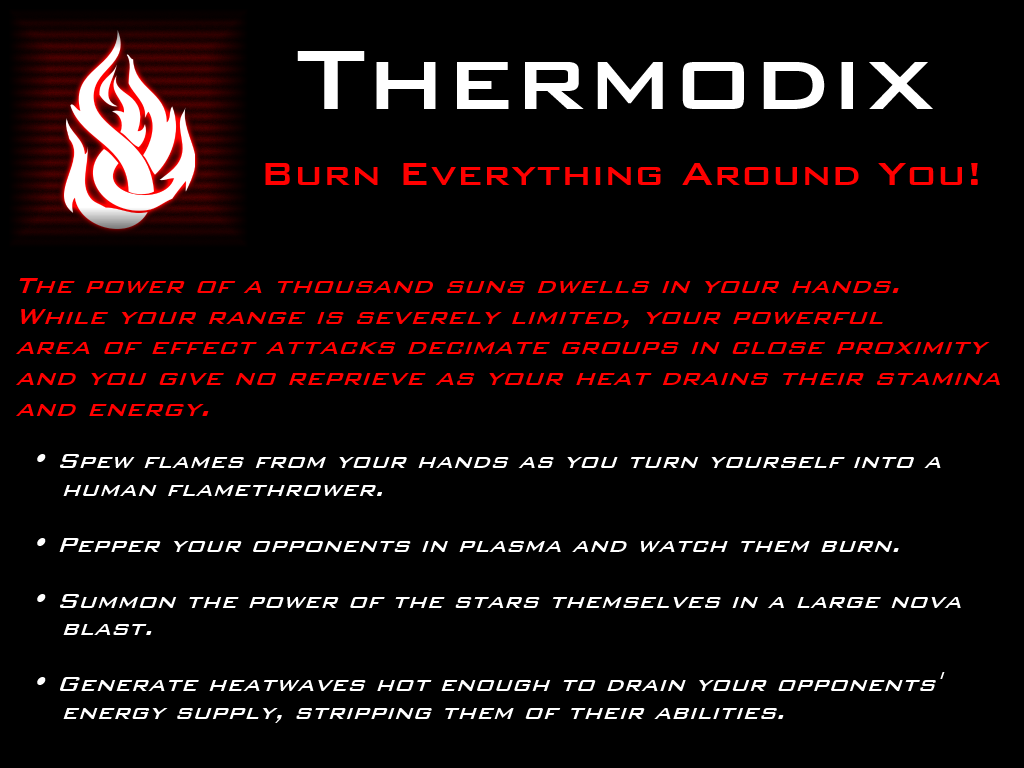 Thermodix
Burn Everything Around You!
The power of a thousand suns dwells in your hands.
While your range is severely limited, your powerful
area of effect attacks decimate groups in close proximity
and you give no reprieve as your heat drains their stamina
and energy.
• Spew flames from your hands as you turn yourself into a
human flamethrower.
• Pepper your opponents in plasma and watch them burn.
• Summon the power of the stars themselves in a large nova
blast.
• Generate heatwaves hot enough to drain your opponents'
energy supply, stripping them of their abilities.